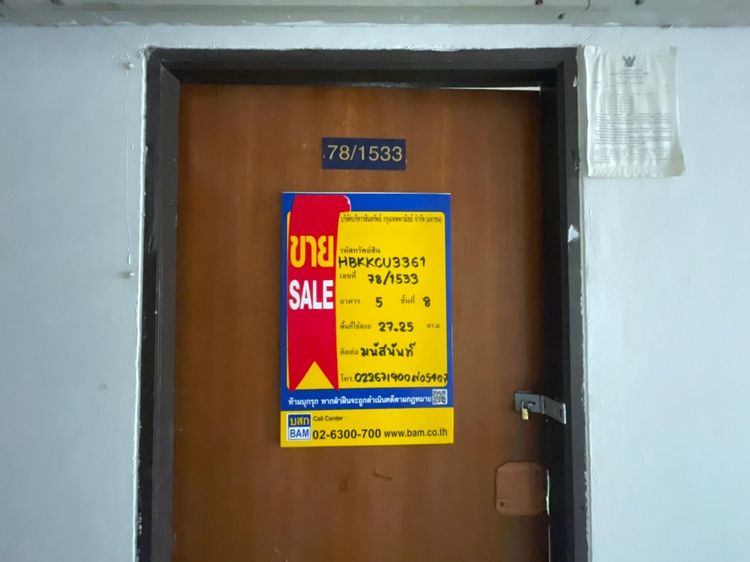 78/1533
บริษัทบริหารสินทรัพย์ กรุงเทพพาณิชย์ จำกัด (มหาชน)
ขาย
SALE
รหัสทรัพย์สิน
HBKKCU3361
เลขที่ 78/1533
อาคาร 5 ชั้นที่ 8
พื้นที่ใช้สอย 27.25 ตร.ม.
ติดต่อ มนัสนันท์
โทร. 022671900 ต่อ 5407
ห้ามบุกรุก หากฝ่าฝืนจะถูกดำเนินคดีตามกฎหมาย
บสก
BAM
Call Center :
02-6300-700 www.bam.co.th